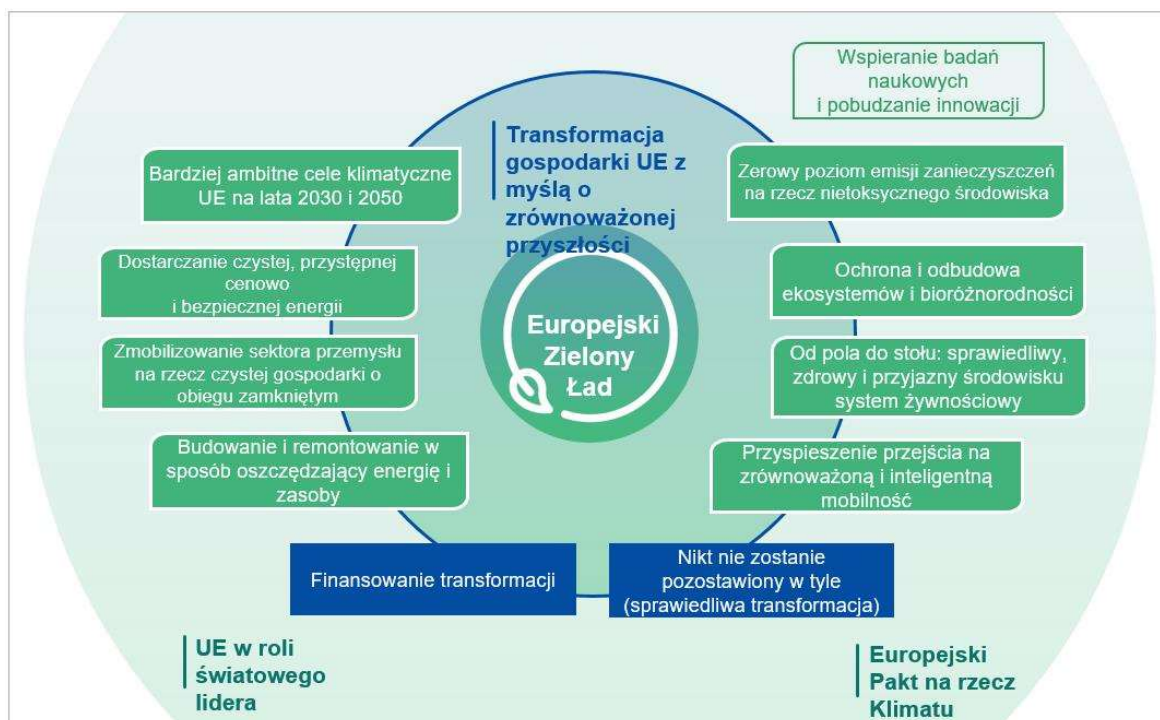 Wspieranie badań
naukowych
i pobudzanie innowacji
Transformacja
gospodarki UE z
myślą o
zrównoważonej
przyszłości
Bardziej ambitne cele klimatyczne
UE na lata 2030 i 2050
Zerowy poziom emisji zanieczyszczeń
na rzecz nietoksycznego środowiska
Dostarczanie czystej, przystępnej
cenowo
i bezpiecznej energii
Ochrona i odbudowa
ekosystemów i bioróżnorodności
Europejski
Zielony
Ład
Zmobilizowanie sektora przemysłu
na rzecz czystej gospodarki o
obiegu zamkniętym
Od pola do stołu: sprawiedliwy,
zdrowy i przyjazny środowisku
system żywnościowy
Budowanie i remontowanie w
sposób oszczędzający energię i
zasoby
Przyspieszenie przejścia na
zrównoważoną i inteligentną
mobilność
Finansowanie transformacji
Nikt nie zostanie
pozostawiony w tyle
(sprawiedliwa transformacja)
UE w roli
światowego
lidera
Europejski
Pakt na rzecz
Klimatu